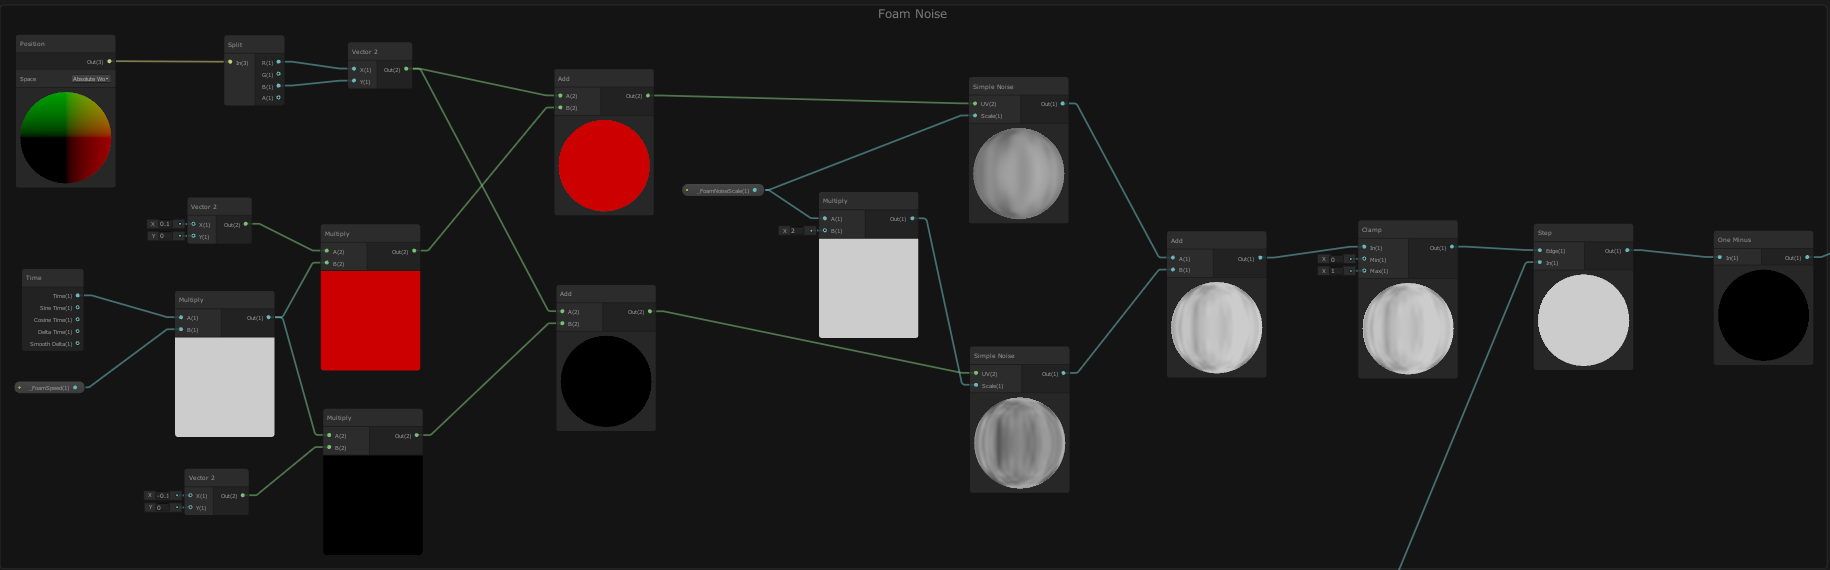 Foam Noise
Position
Out(3)
Space Absolute Wo
Split
In(3) R(1)
G(1)
B(1)
A(1)
Vector 2
X(1) Out(2)
Y(1)
Add
A(2) Out(2)
B(2)
Simple Noise
UV(2) Out(1)
Scale(1)
_FoamNoiseScale(1)
Multiply
A(1) Out(1)
X 2 B(1)
Vector 2
X 0.1 X(1) Out(2)
Y 0 Y(1)
Multiply
A(2) Out(2)
B(2)
Time
Time(1)
Sine Time(1)
Cosine Time(1)
Delta Time(1)
Smooth Delta(1)
_FoamSpeed(1)
Multiply
A(1) Out(1)
B(1)
Add
A(2) Out(2)
B(2)
Multiply
A(2) Out(2)
B(2)
Vector 2
X -0.1 X(1) Out(2)
Y 0 Y(1)
Simple Noise
UV(2) Out(1)
Scale(1)
Add
A(1) Out(1)
B(1)
Clamp
In(1) Out(1)
X 0 Min(1)
X 1 Max(1)
Step
Edge(1) Out(1)
In(1)
One Minus
In(1) Out(1)